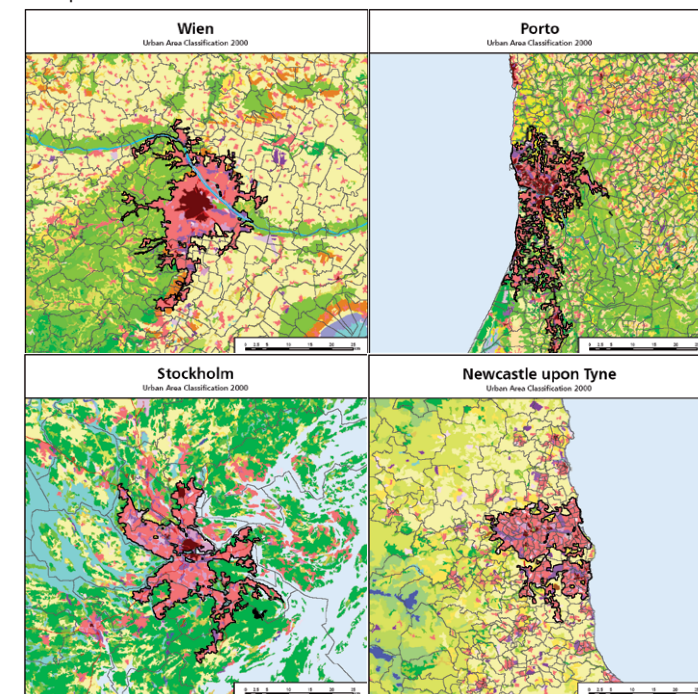 Wien
Urban Area Classification 2000
Porto
Urban Area Classification 2000
Stockholm
Urban Area Classification 2000
Newcastle upon Tyne
Urban Area Classification 2000